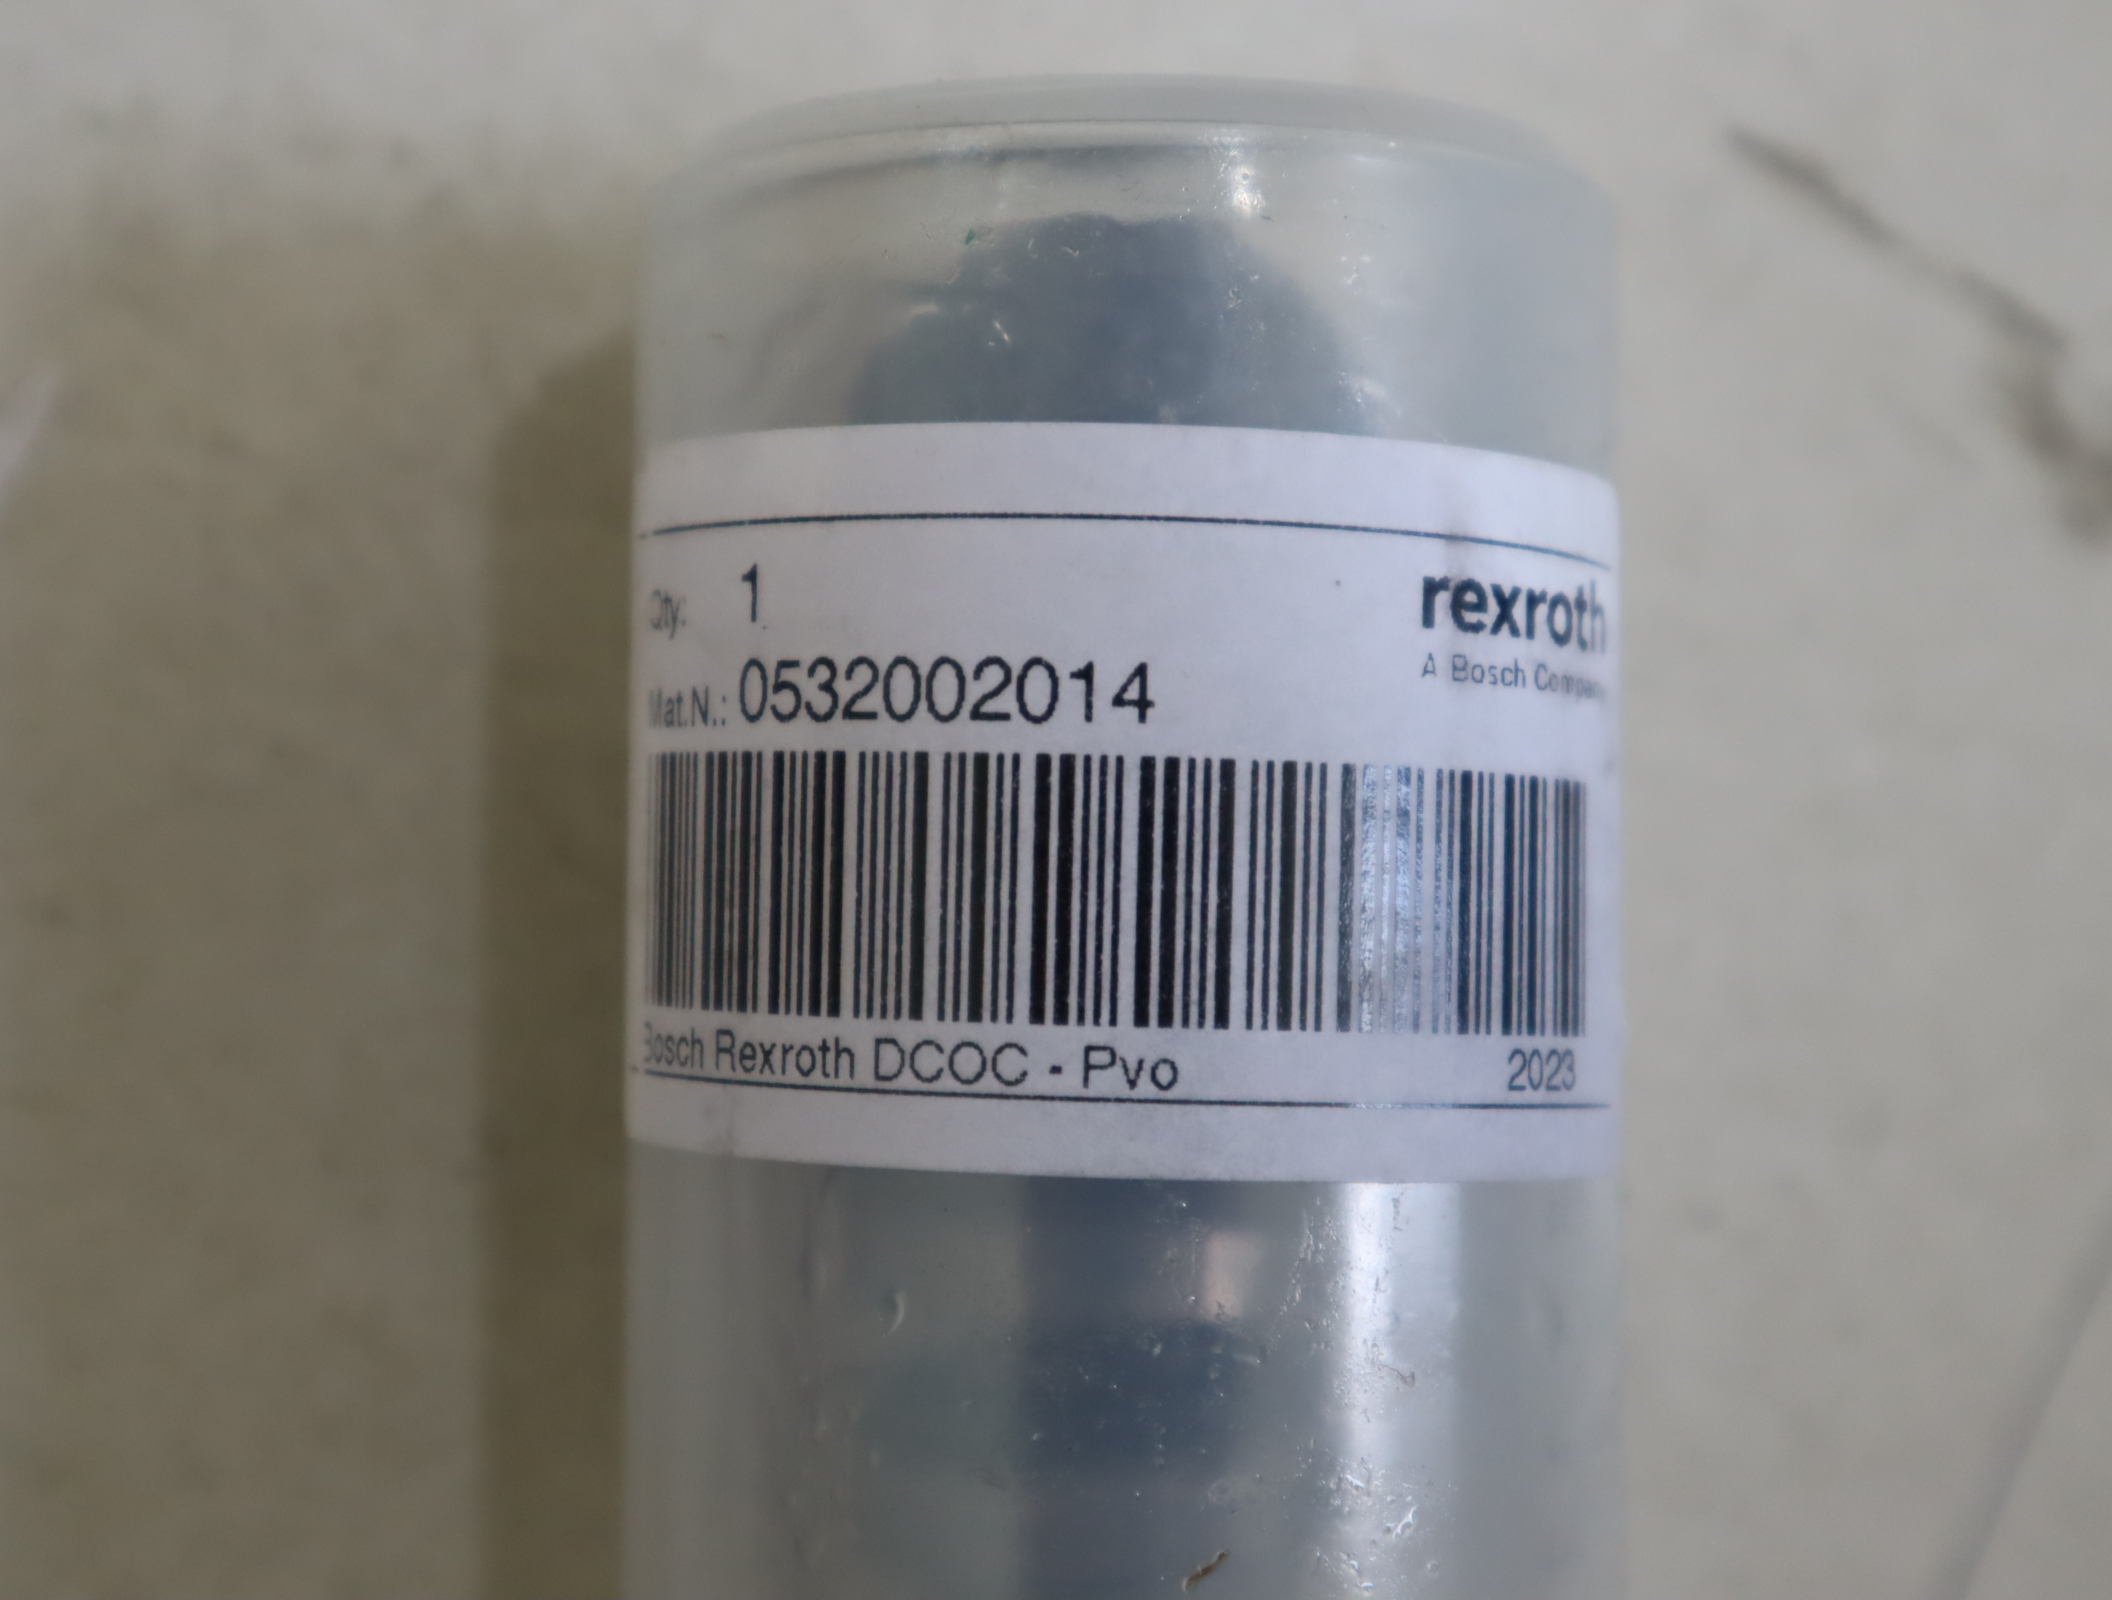 Qty: 1
rexroth
A Bosch Company
Mat.N.: 0532002014
Bosch Rexroth DCOC - Pvo
2023